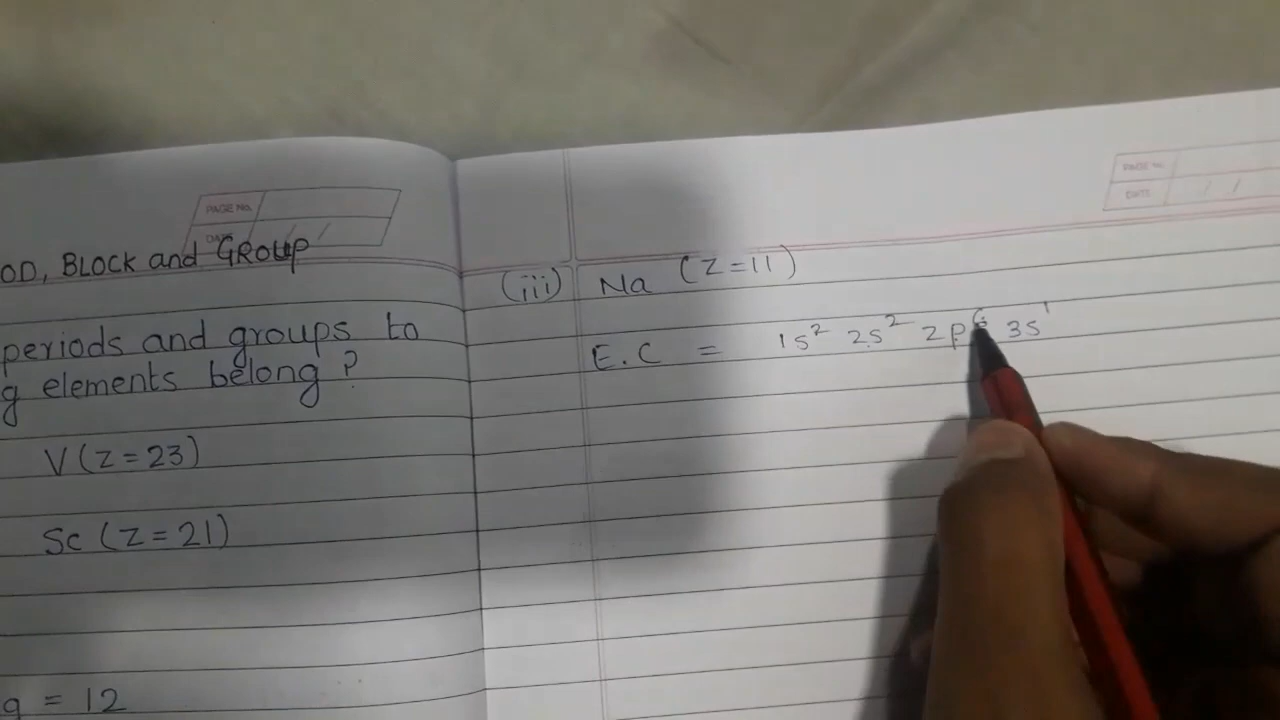 PAGE No.
DATE
OD, BLOCK and GROUP
periods and groups to
g elements belong?
V (Z=23)
Sc (Z=21)
g = 12
PAGE No.
DATE / /
(iii) Na (Z=11)
E.C = 1s² 2s² 2p⁶ 3s¹